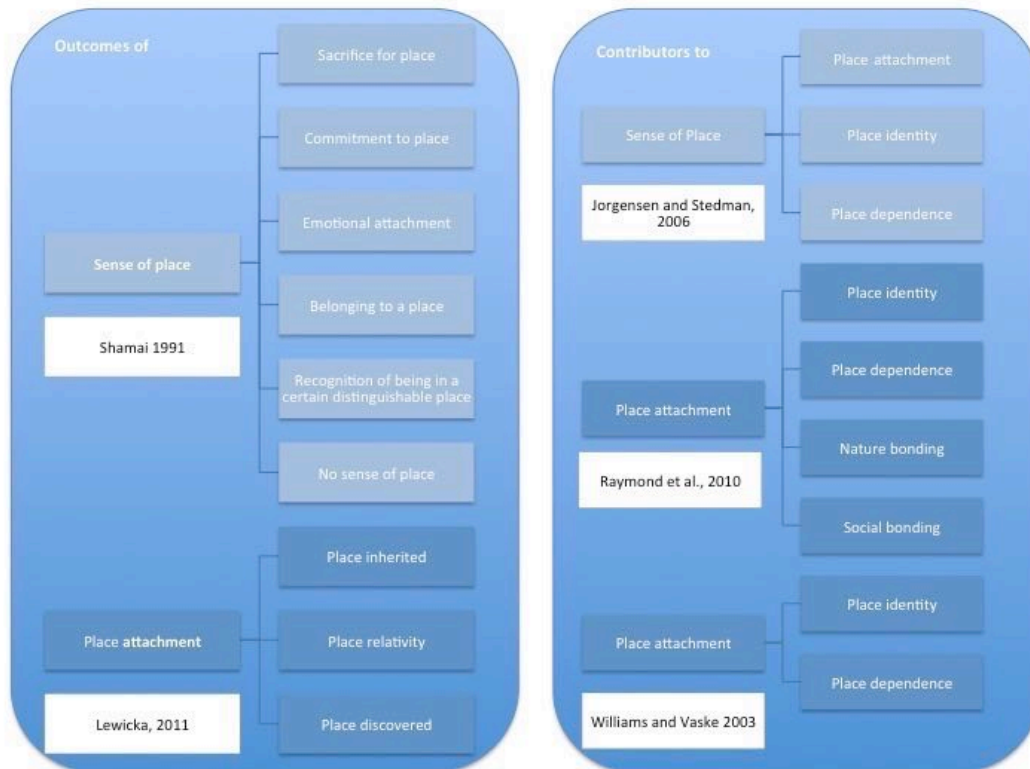 Outcomes of
Sacrifice for place
Commitment to place
Emotional attachment
Sense of place
Belonging to a place
Shamai 1991
Recognition of being in a
certain distinguishable place
No sense of place
Place inherited
Place attachment
Place relativity
Lewicka, 2011
Place discovered
Contributors to
Place attachment
Sense of Place
Place identity
Jorgensen and Stedman,
2006
Place dependence
Place identity
Place dependence
Place attachment
Nature bonding
Raymond et al., 2010
Social bonding
Place identity
Place attachment
Place dependence
Williams and Vaske 2003